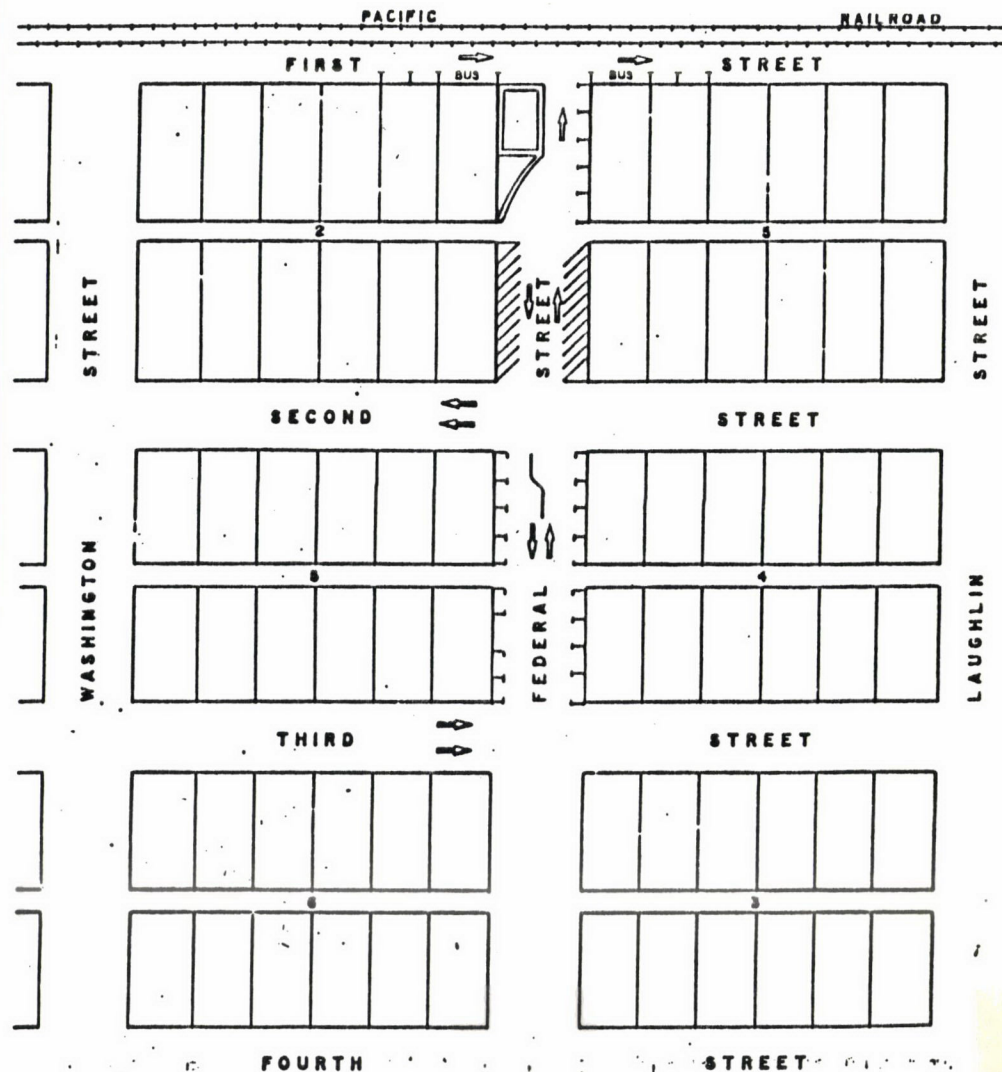 PACIFIC RAILROAD
FIRST STREET
BUS BUS
2 5
STREET STREET STREET
SECOND STREET
5 4
WASHINGTON FEDERAL LAUGHLIN
THIRD STREET
6 3
FOURTH STREET